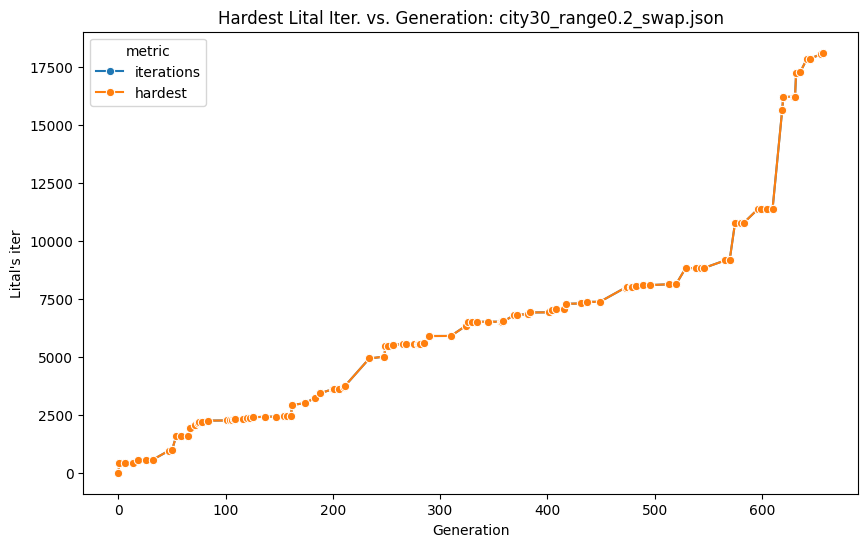 Hardest Lital Iter. vs. Generation: city30_range0.2_swap.json
metric
iterations
hardest
17500
15000
12500
10000
7500
5000
2500
0
Lital's iter
0 100 200 300 400 500 600
Generation